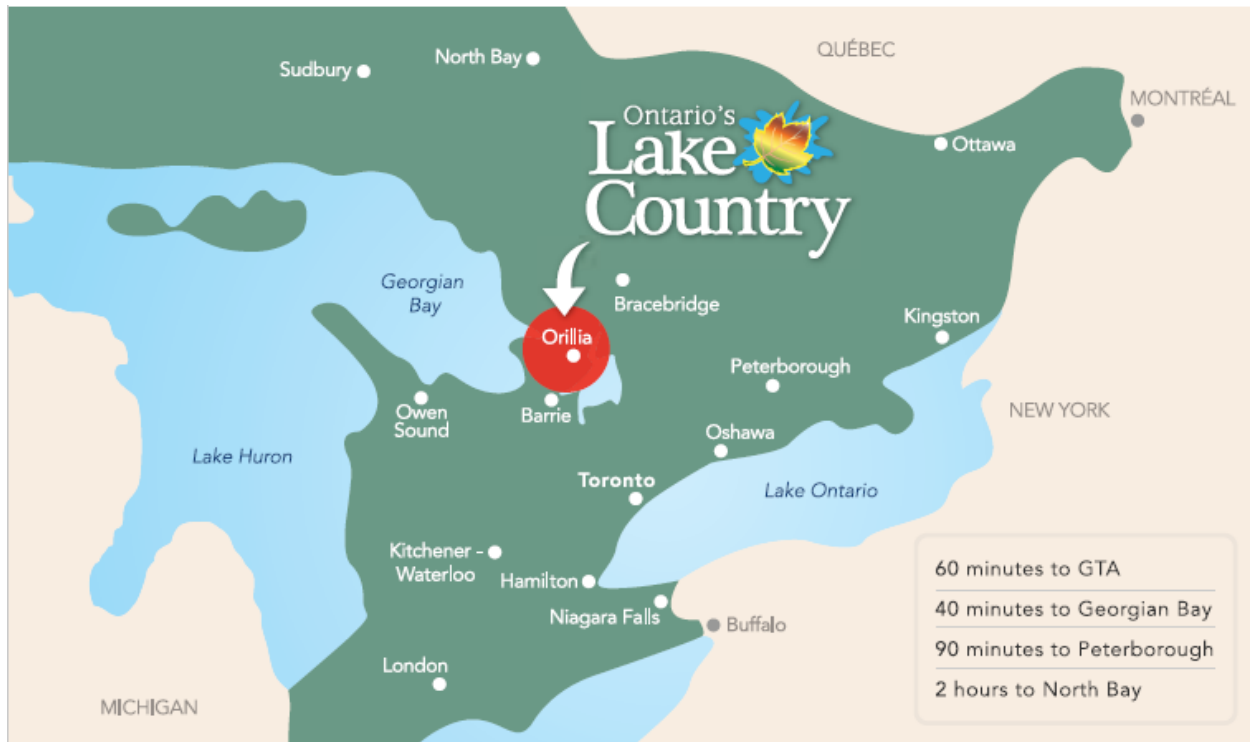 QUÉBEC
North Bay
Sudbury
MONTRÉAL
Ontario's
Lake
Country
Ottawa
Georgian
Bay
Bracebridge
Kingston
Orillia
Peterborough
Owen
Sound
Barrie
NEW YORK
Oshawa
Lake Huron
Toronto
Lake Ontario
Kitchener -
Waterloo
Hamilton
Niagara Falls
Buffalo
London
MICHIGAN
60 minutes to GTA
40 minutes to Georgian Bay
90 minutes to Peterborough
2 hours to North Bay